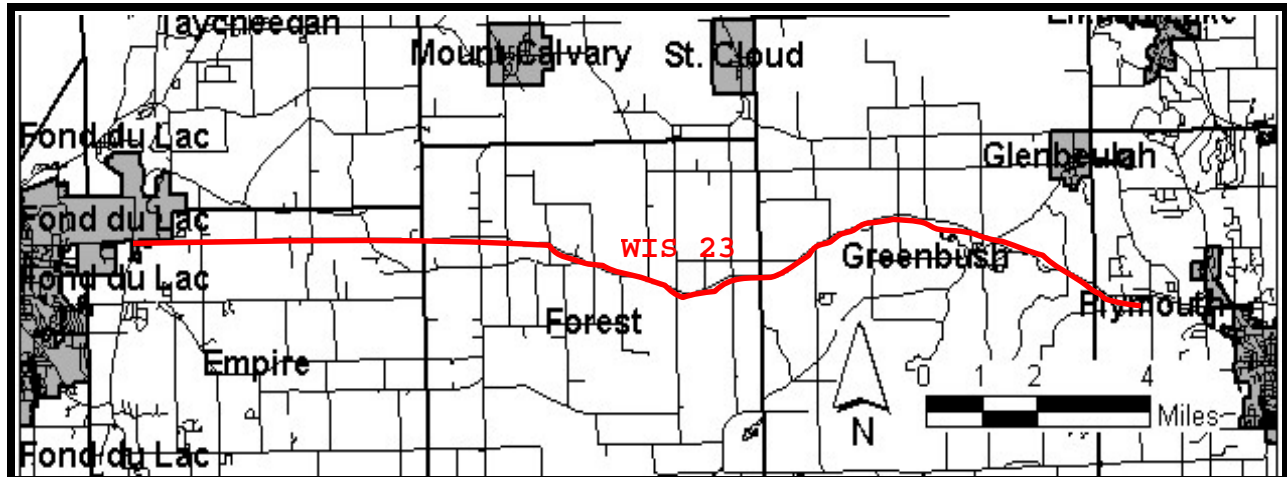 Taycheedah
Mount Calvary
St. Cloud
Fond du Lac
Glenbeulah
Fond du Lac
WIS 23
Greenbush
Fond du Lac
Plymouth
Forest
Empire
0 1 2 4
Miles
N
Fond du Lac